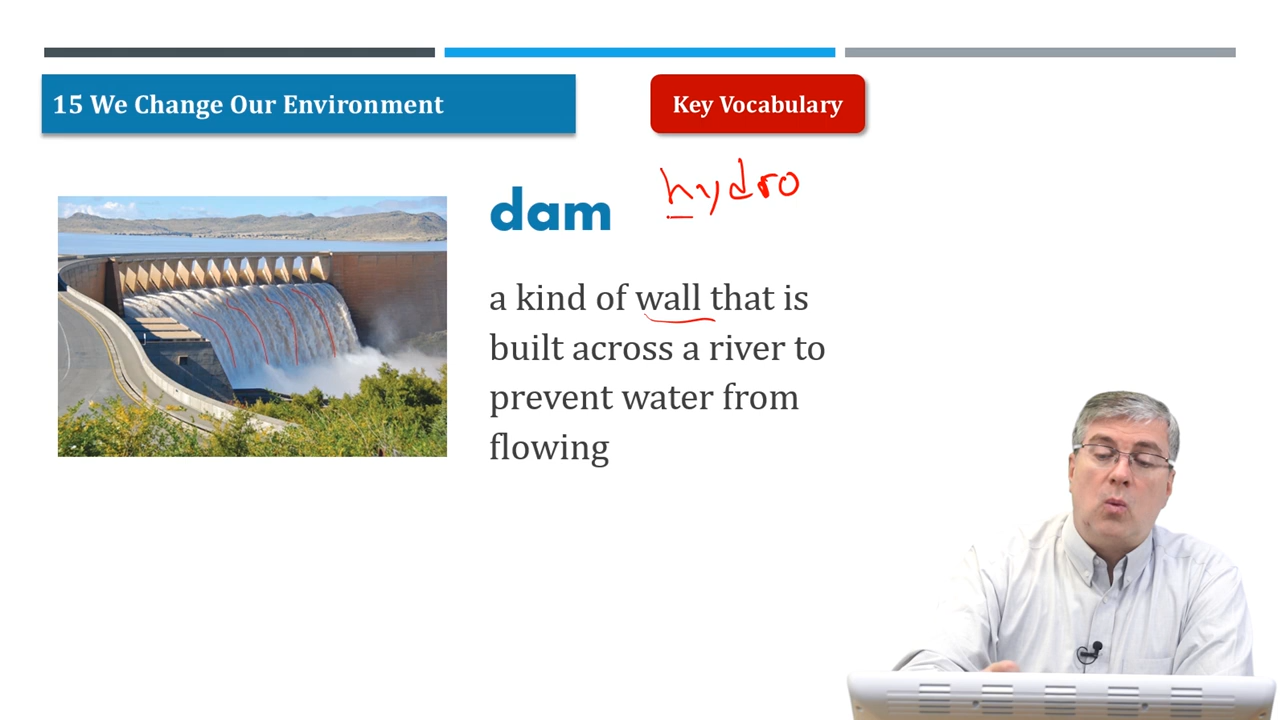 15 We Change Our Environment
Key Vocabulary
dam
hydro
a kind of wall that is
built across a river to
prevent water from
flowing